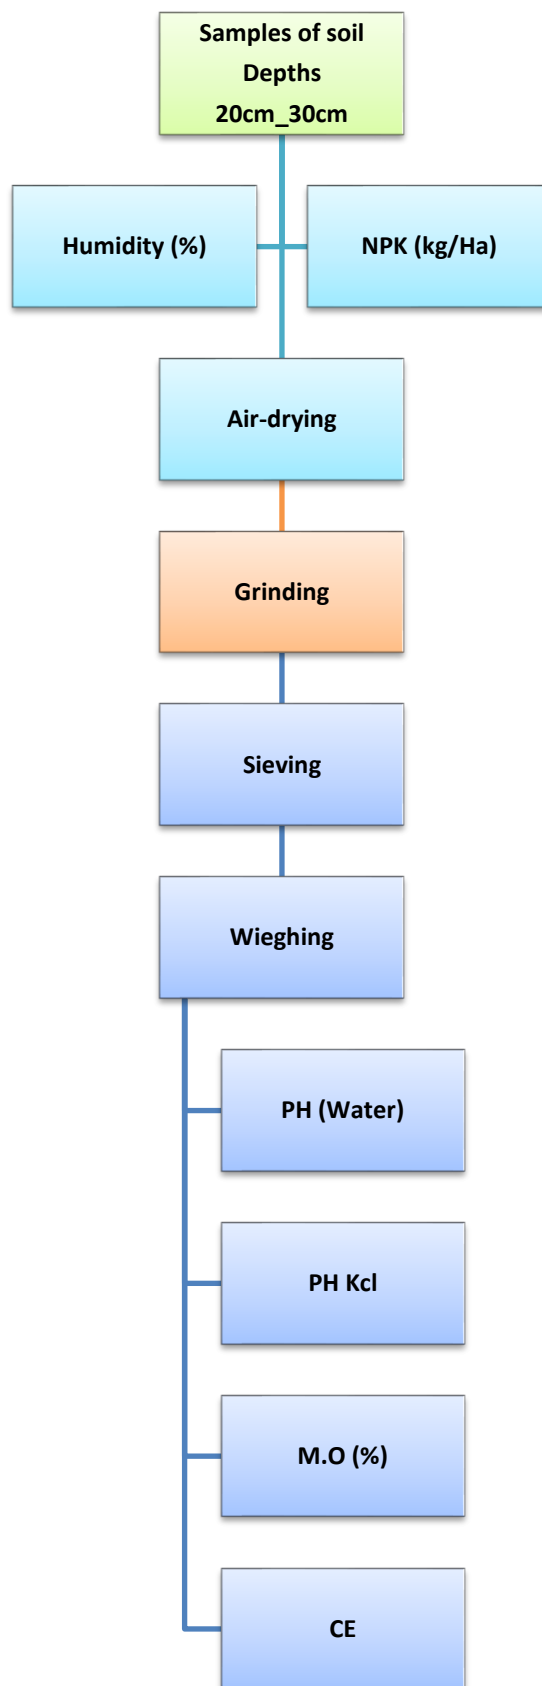 Samples of soil
Depths
20cm_30cm
Humidity (%)
NPK (kg/Ha)
Air-drying
Grinding
Sieving
Wieghing
PH (Water)
PH Kcl
M.O (%)
CE